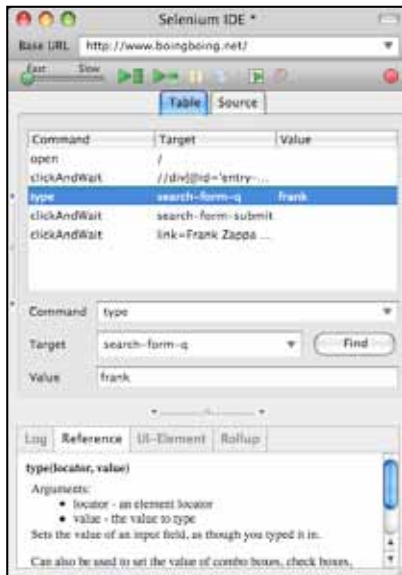 Selenium IDE *
Base URL http://www.boingboing.net/
Fast Slow
Table Source
Command Target Value
open /
clickAndWait //div[@id='entry-...
type search-form-q frank
clickAndWait search-form-submit
clickAndWait link=Frank Zappa ...
Command type
Target search-form-q Find
Value frank
Log Reference UI-Element Rollup
type(locator, value)
Arguments:
• locator - an element locator
• value - the value to type
Sets the value of an input field, as though you typed it in.
Can also be used to set the value of combo boxes, check boxes,